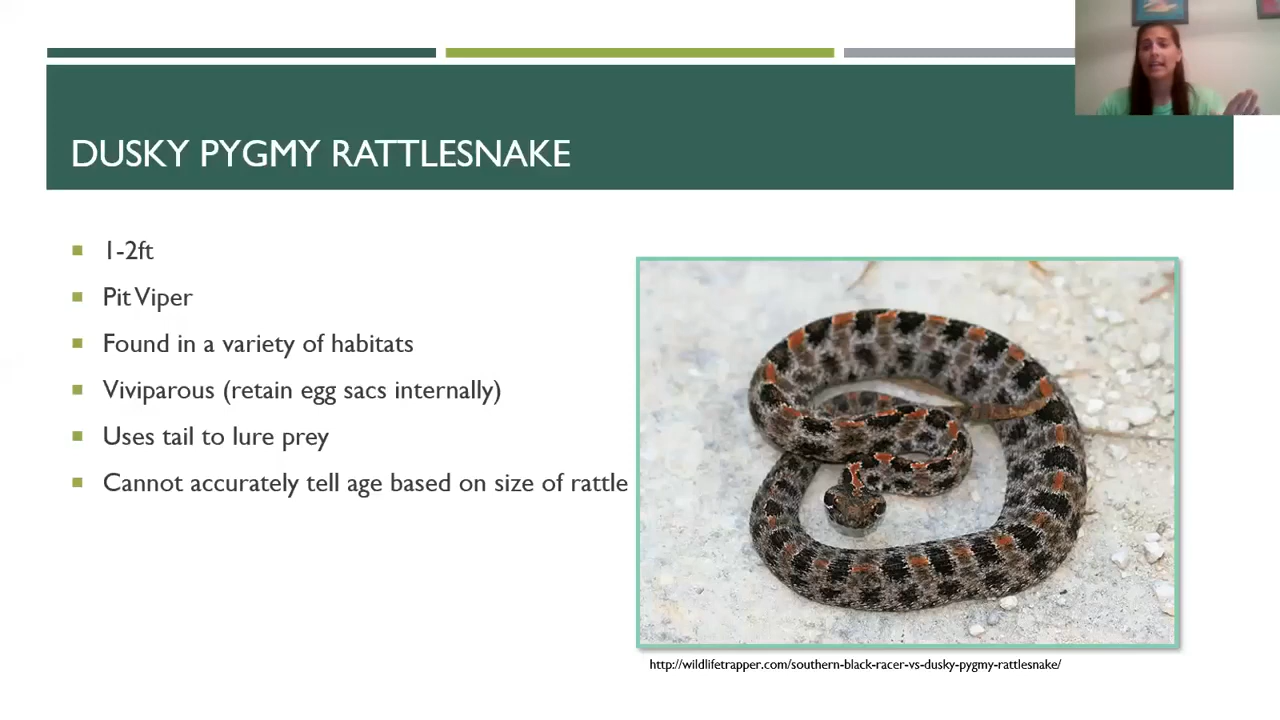 DUSKY PYGMY RATTLESNAKE
1-2ft
Pit Viper
Found in a variety of habitats
Viviparous (retain egg sacs internally)
Uses tail to lure prey
Cannot accurately tell age based on size of rattle
http://wildlifetrapper.com/southern-black-racer-vs-dusky-pygmy-rattlesnake/